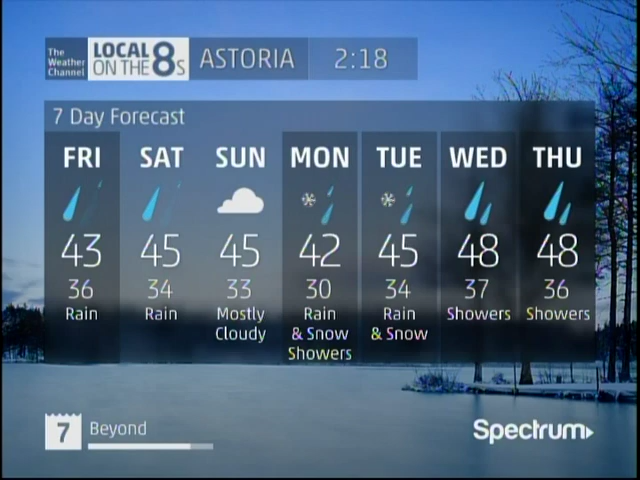 The Weather Channel
LOCAL ON THE 8s
ASTORIA
2:18
7 Day Forecast
FRI SAT SUN MON TUE WED THU
43 45 45 42 45 48 48
36 34 33 30 34 37 36
Rain Rain Mostly Rain Rain Showers Showers
Cloudy & Snow & Snow
Showers
7 Beyond
Spectrum